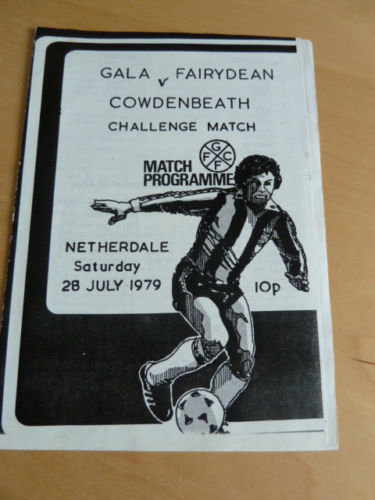 GALA v FAIRYDEAN
COWDENBEATH
CHALLENGE MATCH
G
F C
F
MATCH
PROGRAMME
NETHERDALE
Saturday
28 JULY 1979
10p